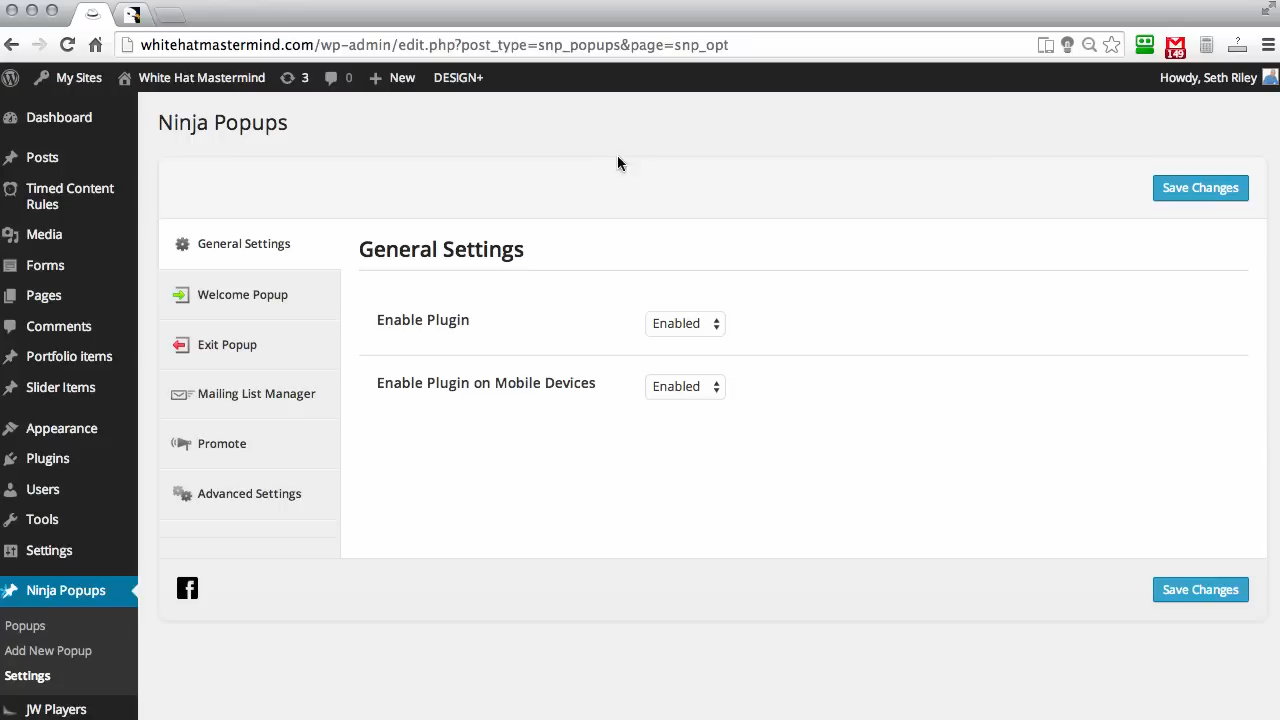 whitehatmastermind.com/wp-admin/edit.php?post_type=snp_popups&page=snp_opt
149
?
My Sites
White Hat Mastermind
3
0
New
DESIGN+
Howdy, Seth Riley
Dashboard
Posts
Timed Content
Rules
Media
Forms
Pages
Comments
Portfolio items
Slider Items
Appearance
Plugins
Users
Tools
Settings
Ninja Popups
Popups
Add New Popup
Settings
JW Players
Ninja Popups
Save Changes
General Settings
Welcome Popup
Exit Popup
Mailing List Manager
Promote
Advanced Settings
General Settings
Enable Plugin
Enabled
Enable Plugin on Mobile Devices
Enabled
Save Changes